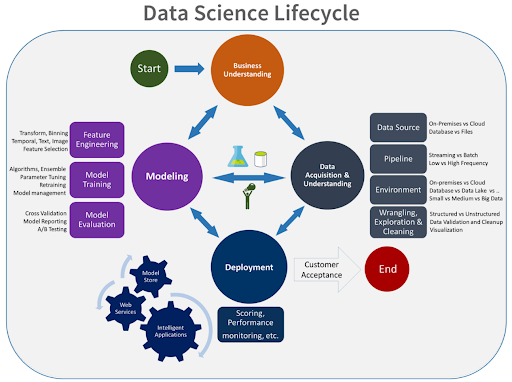 Data Science Lifecycle
Start
Business
Understanding
Transform, Binning
Temporal, Text, Image
Feature Selection
Feature
Engineering
Algorithms, Ensemble
Parameter Tuning
Retraining
Model management
Model
Training
Cross Validation
Model Reporting
A/B Testing
Model
Evaluation
Modeling
Data
Acquisition &
Understanding
Data Source
On-Premises vs Cloud
Database vs Files
Pipeline
Streaming vs Batch
Low vs High Frequency
Environment
On-premises vs Cloud
Database vs Data Lake vs ..
Small vs Medium vs Big Data
Wrangling,
Exploration &
Cleaning
Structured vs Unstructured
Data Validation and Cleanup
Visualization
Deployment
Customer
Acceptance
End
Scoring,
Performance
monitoring, etc.
Model
Store
Web
Services
Intelligent
Applications